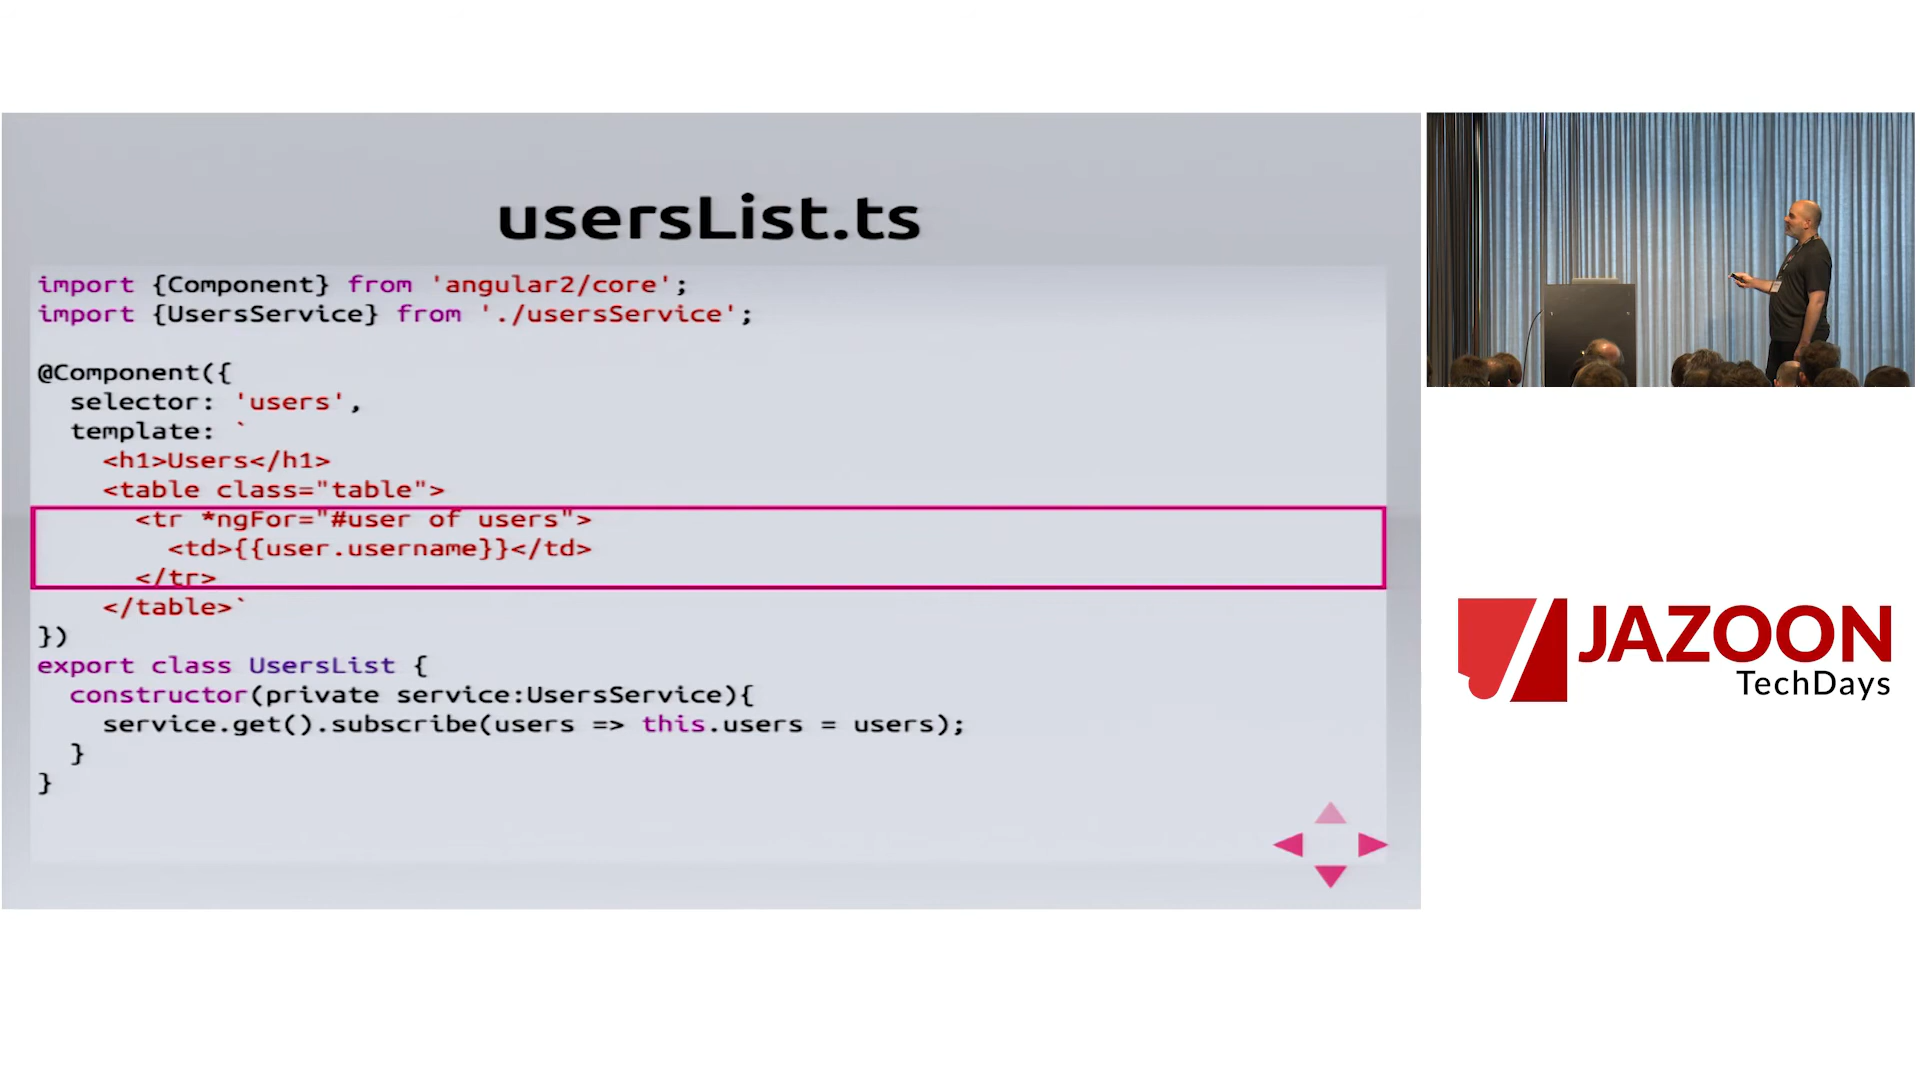 usersList.ts
import {Component} from 'angular2/core';
import {UsersService} from './usersService';
@Component({
  selector: 'users',
  template: `
    <h1>Users</h1>
    <table class="table">
      <tr *ngFor="#user of users">
        <td>{{user.username}}</td>
      </tr>
    </table>`
})
export class UsersList {
  constructor(private service:UsersService){
    service.get().subscribe(users => this.users = users);
  }
}
JAZOON
TechDays